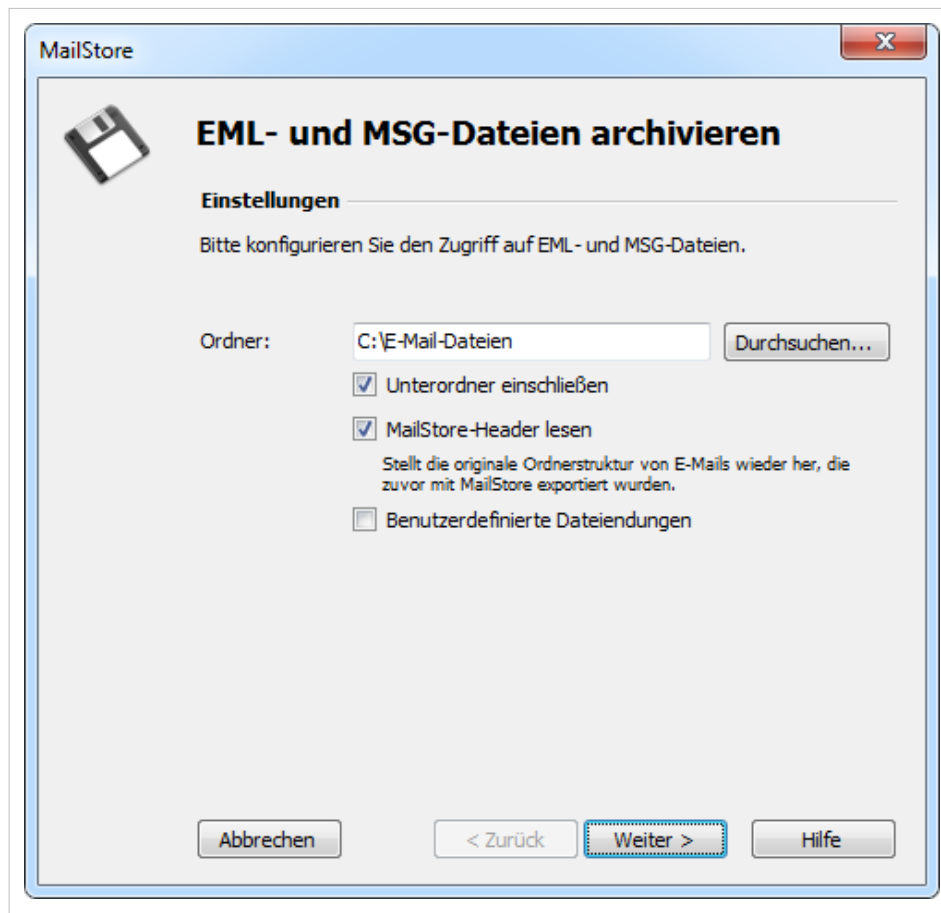 MailStore
EML- und MSG-Dateien archivieren
Einstellungen
Bitte konfigurieren Sie den Zugriff auf EML- und MSG-Dateien.
Ordner:
C:\E-Mail-Dateien
Durchsuchen...
Unterordner einschließen
MailStore-Header lesen
Stellt die originale Ordnerstruktur von E-Mails wieder her, die
zuvor mit MailStore exportiert wurden.
Benutzerdefinierte Dateiendungen
Abbrechen
< Zurück
Weiter >
Hilfe